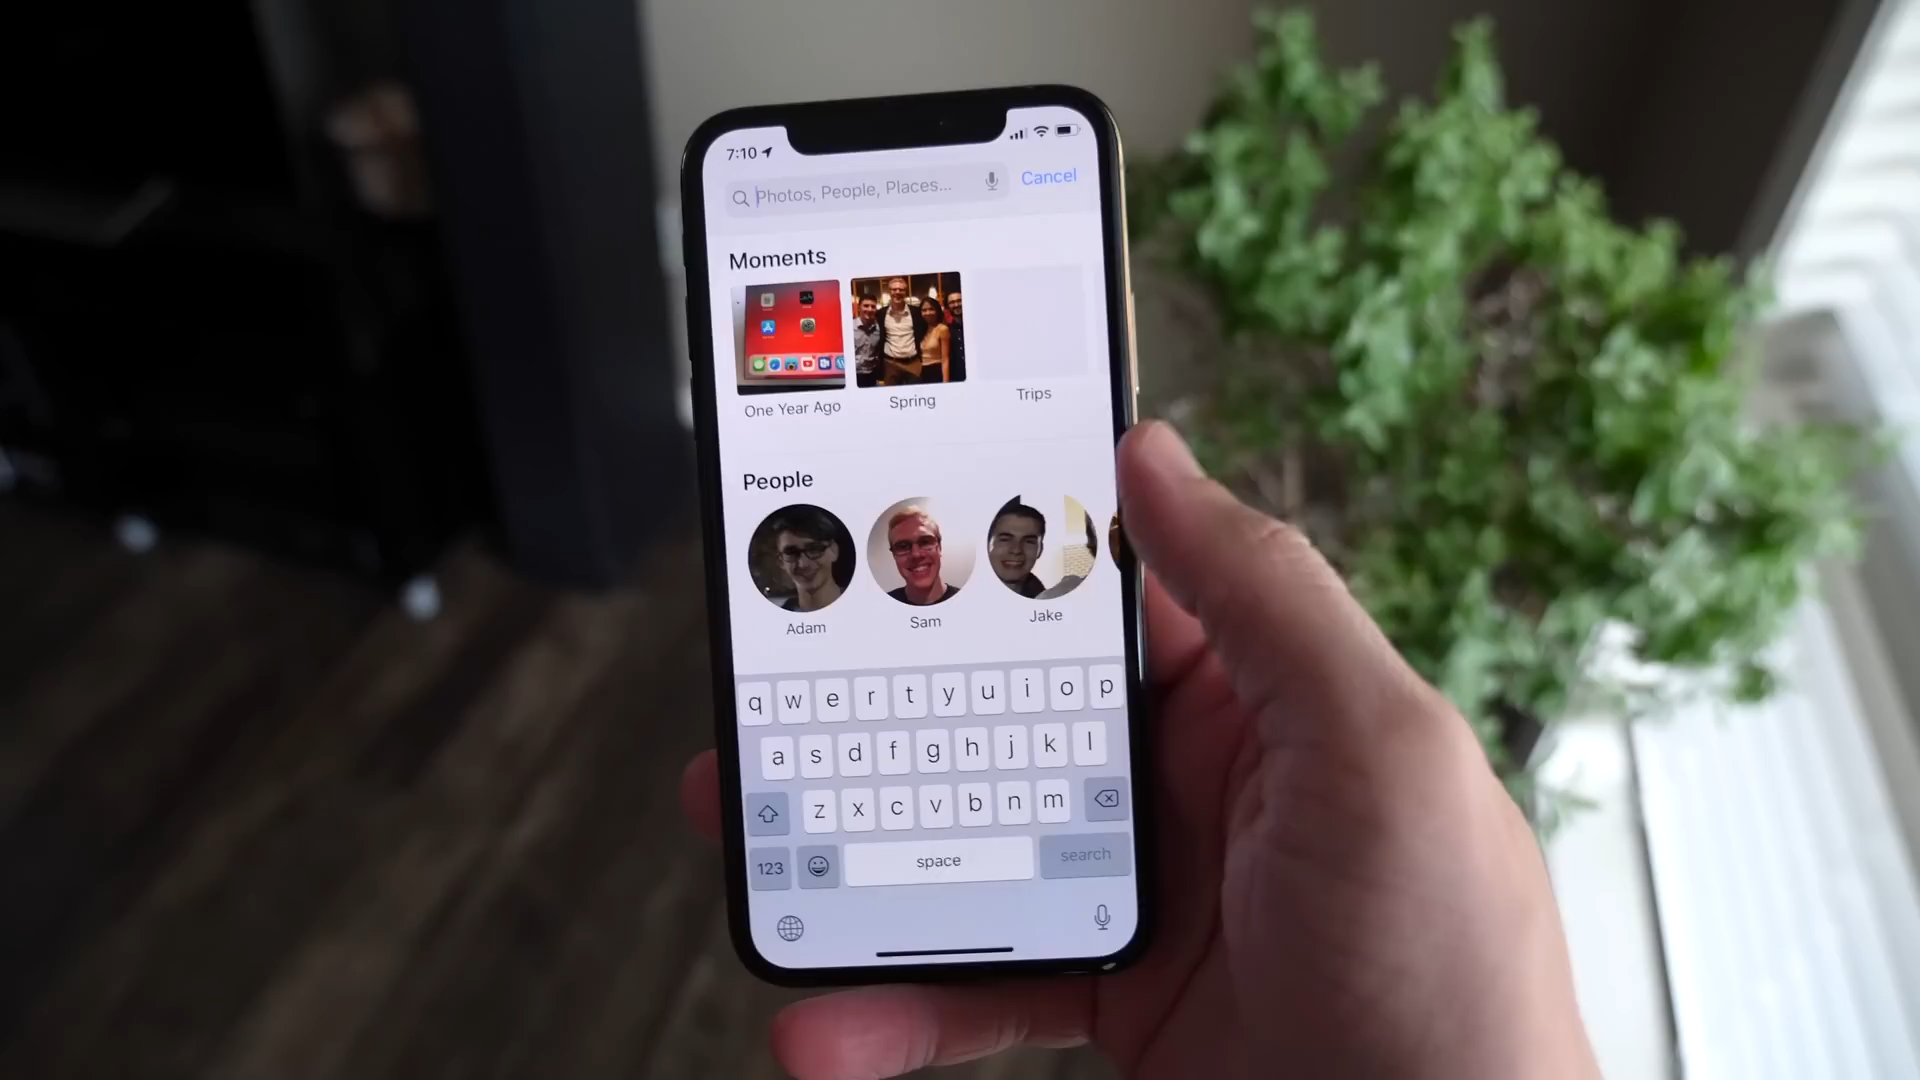 7:10
Photos, People, Places...
Cancel
Moments
One Year Ago
Spring
Trips
People
Adam
Sam
Jake
q w e r t y u i o p
a s d f g h j k l
z x c v b n m
123
space
search